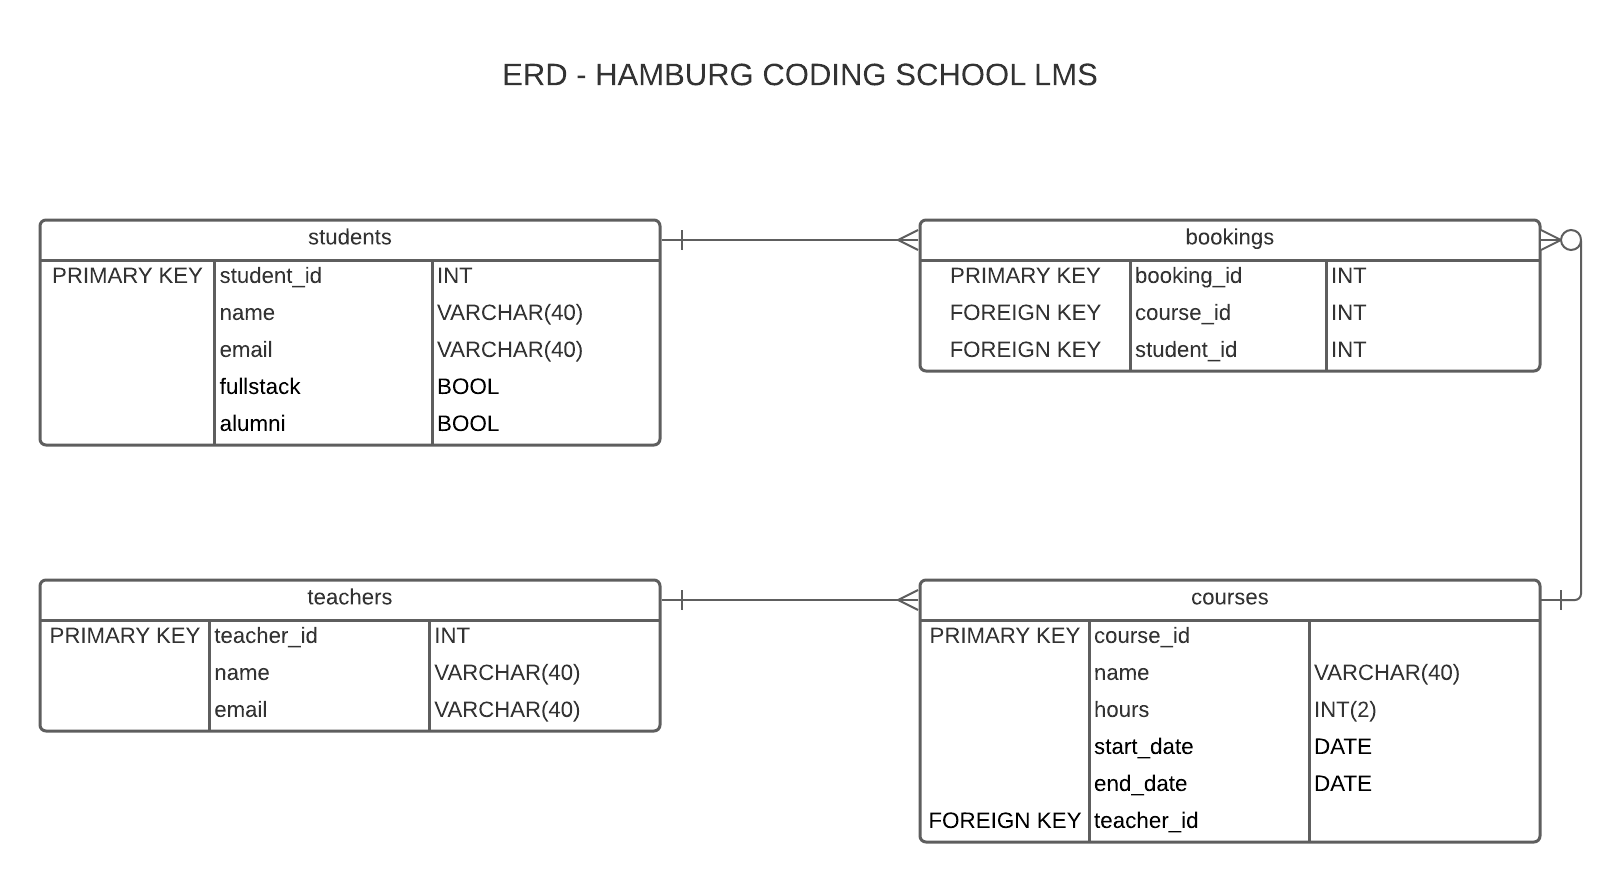 ERD - HAMBURG CODING SCHOOL LMS
students
PRIMARY KEY student_id INT
name VARCHAR(40)
email VARCHAR(40)
fullstack BOOL
alumni BOOL
bookings
PRIMARY KEY booking_id INT
FOREIGN KEY course_id INT
FOREIGN KEY student_id INT
teachers
PRIMARY KEY teacher_id INT
name VARCHAR(40)
email VARCHAR(40)
courses
PRIMARY KEY course_id
name VARCHAR(40)
hours INT(2)
start_date DATE
end_date DATE
FOREIGN KEY teacher_id